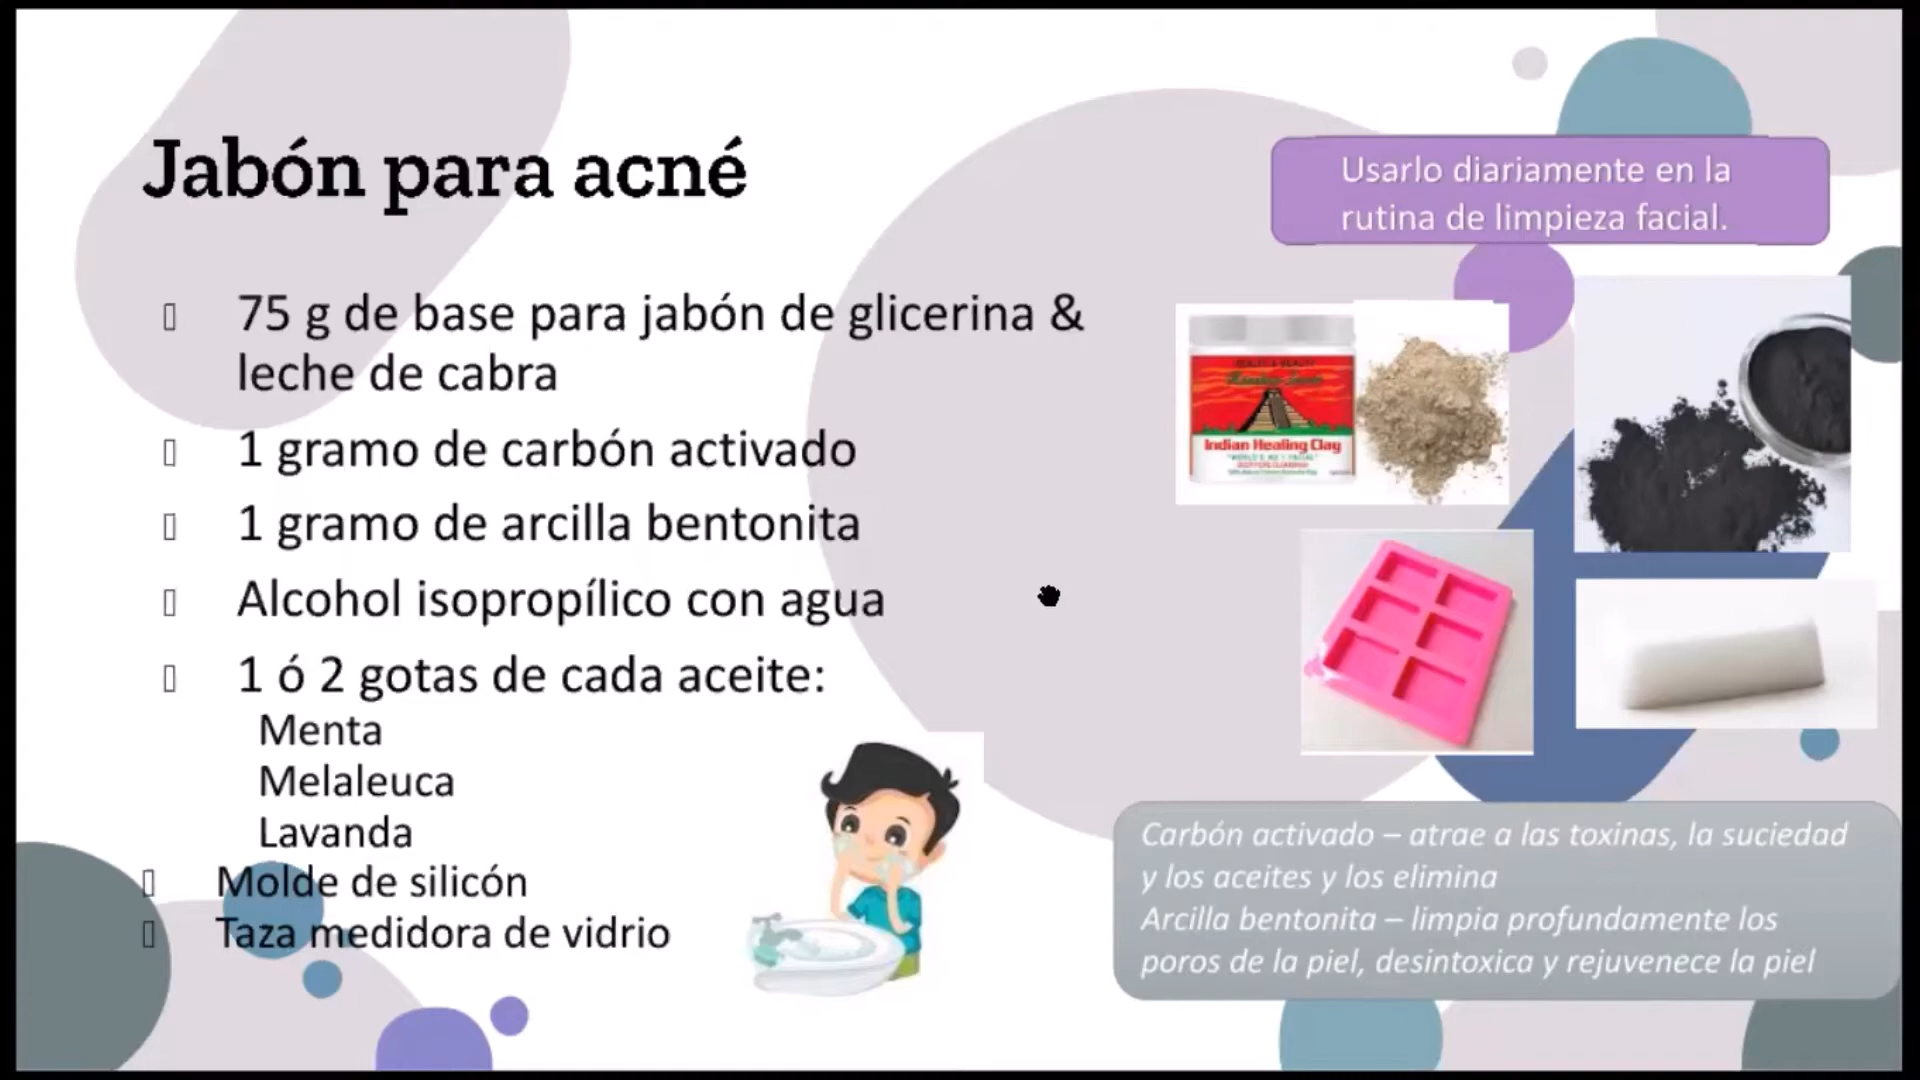 Jabón para acné
Usarlo diariamente en la
rutina de limpieza facial.
75 g de base para jabón de glicerina &
leche de cabra
1 gramo de carbón activado
1 gramo de arcilla bentonita
Alcohol isopropílico con agua
1 ó 2 gotas de cada aceite:
Menta
Melaleuca
Lavanda
Molde de silicón
Taza medidora de vidrio
Indian Healing Clay
Carbón activado – atrae a las toxinas, la suciedad
y los aceites y los elimina
Arcilla bentonita – limpia profundamente los
poros de la piel, desintoxica y rejuvenece la piel